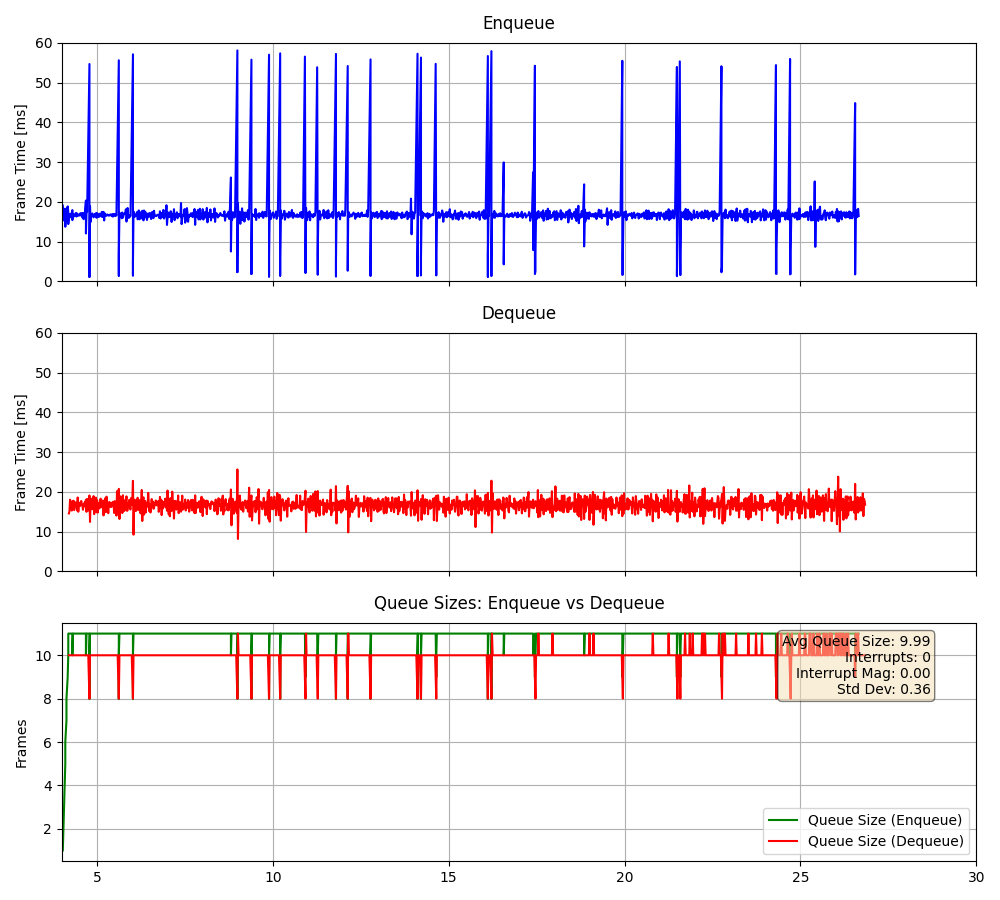 Enqueue
Frame Time [ms]
60
50
40
30
20
10
0
Dequeue
Frame Time [ms]
60
50
40
30
20
10
0
Queue Sizes: Enqueue vs Dequeue
Frames
10
8
6
4
2
Avg Queue Size: 9.99
Interrupts: 0
Interrupt Mag: 0.00
Std Dev: 0.36
Queue Size (Enqueue)
Queue Size (Dequeue)
5 10 15 20 25 30